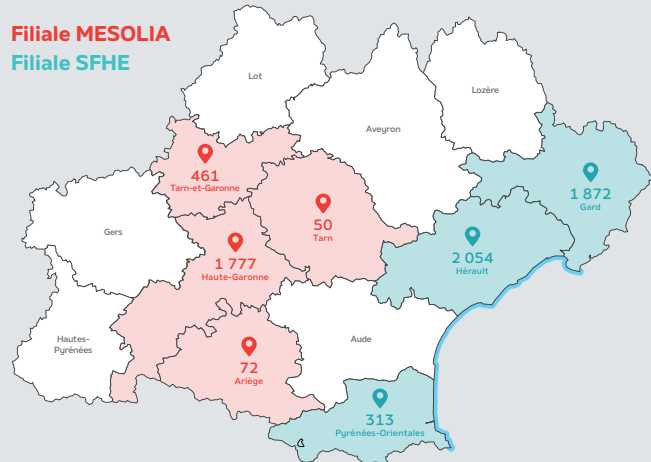 Filiale MESOLIA
Filiale SFHE
Lot
Lozère
Aveyron
461
Tarn-et-Garonne
1 872
Gard
50
Tarn
Gers
2 054
Hérault
1 777
Haute-Garonne
Hautes-
Pyrénées
Aude
72
Ariège
313
Pyrénées-Orientales